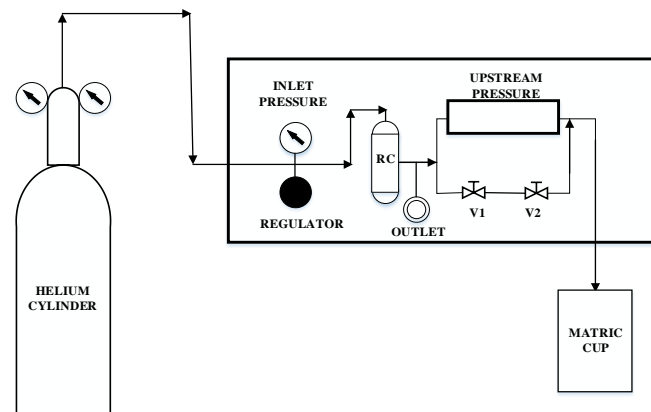 INLET
PRESSURE
UPSTREAM
PRESSURE
RC
REGULATOR
OUTLET
V1
V2
HELIUM
CYLINDER
MATRIC
CUP